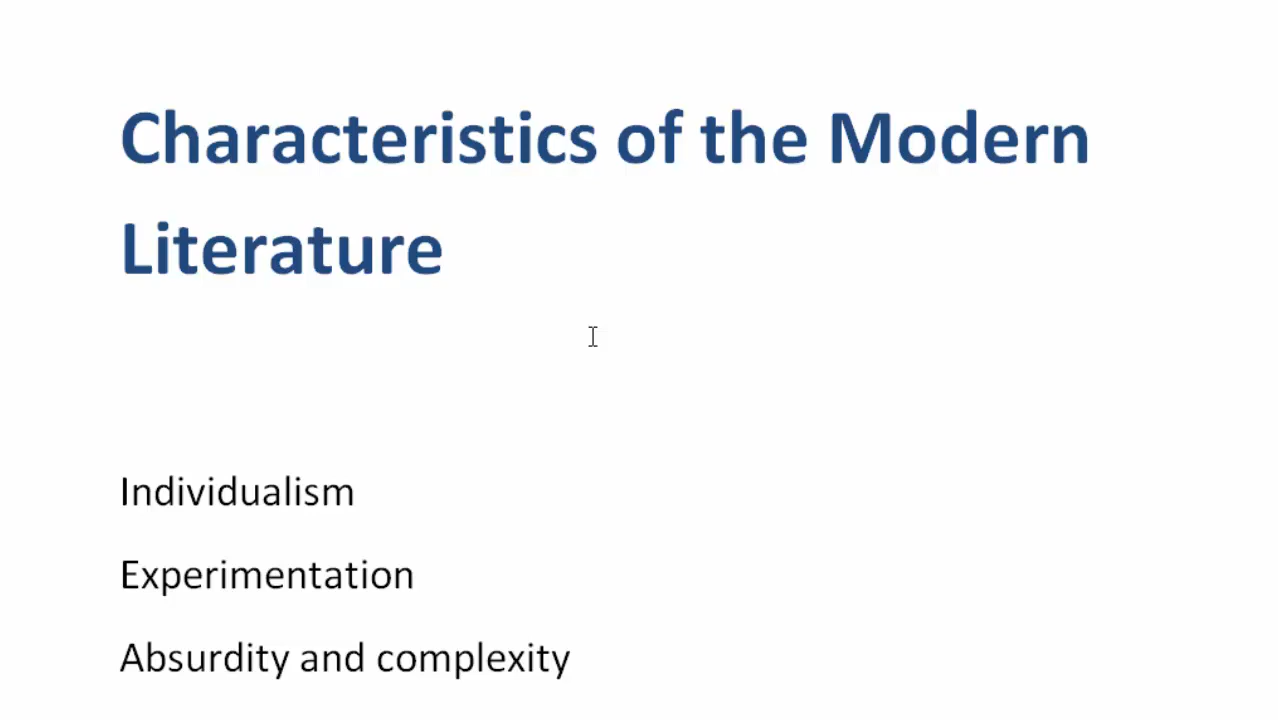 Characteristics of the Modern
Literature
Individualism
Experimentation
Absurdity and complexity